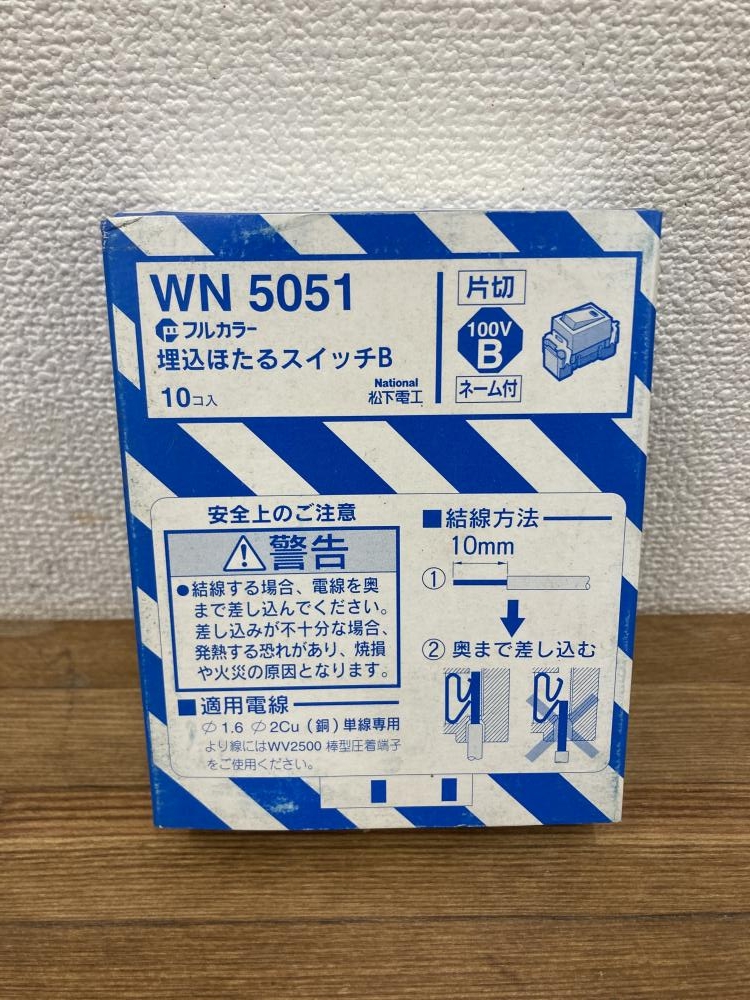 WN 5051
フルカラー
埋込ほたるスイッチB
10コ入
National
松下電工
片切
100V
B
ネーム付
安全上のご注意
警告
●結線する場合、電線を奥
まで差し込んでください。
差し込みが不十分な場合、
発熱する恐れがあり、焼損
や火災の原因となります。
■適用電線
φ1.6 φ2Cu（銅）単線専用
より線にはWV2500 棒型圧着端子
をご使用ください。
■結線方法
10mm
①
② 奥まで差し込む